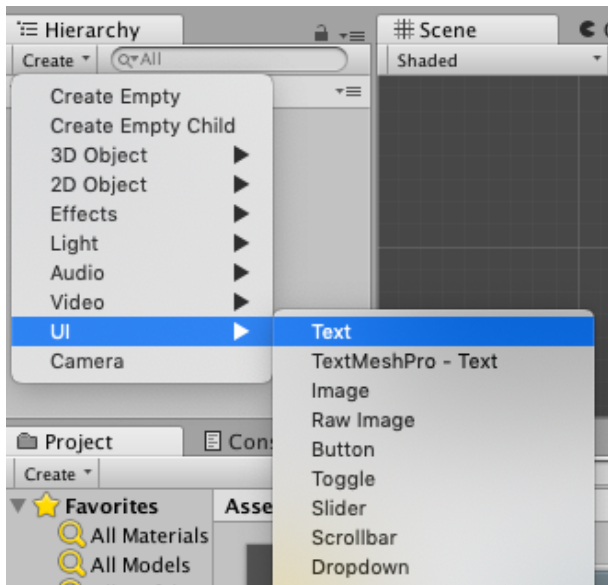 Hierarchy
Scene
Create
All
Shaded
Create Empty
Create Empty Child
3D Object
2D Object
Effects
Light
Audio
Video
UI
Camera
Text
TextMeshPro - Text
Image
Raw Image
Button
Toggle
Slider
Scrollbar
Dropdown
Project
Cons
Create
Favorites
Asse
All Materials
All Models